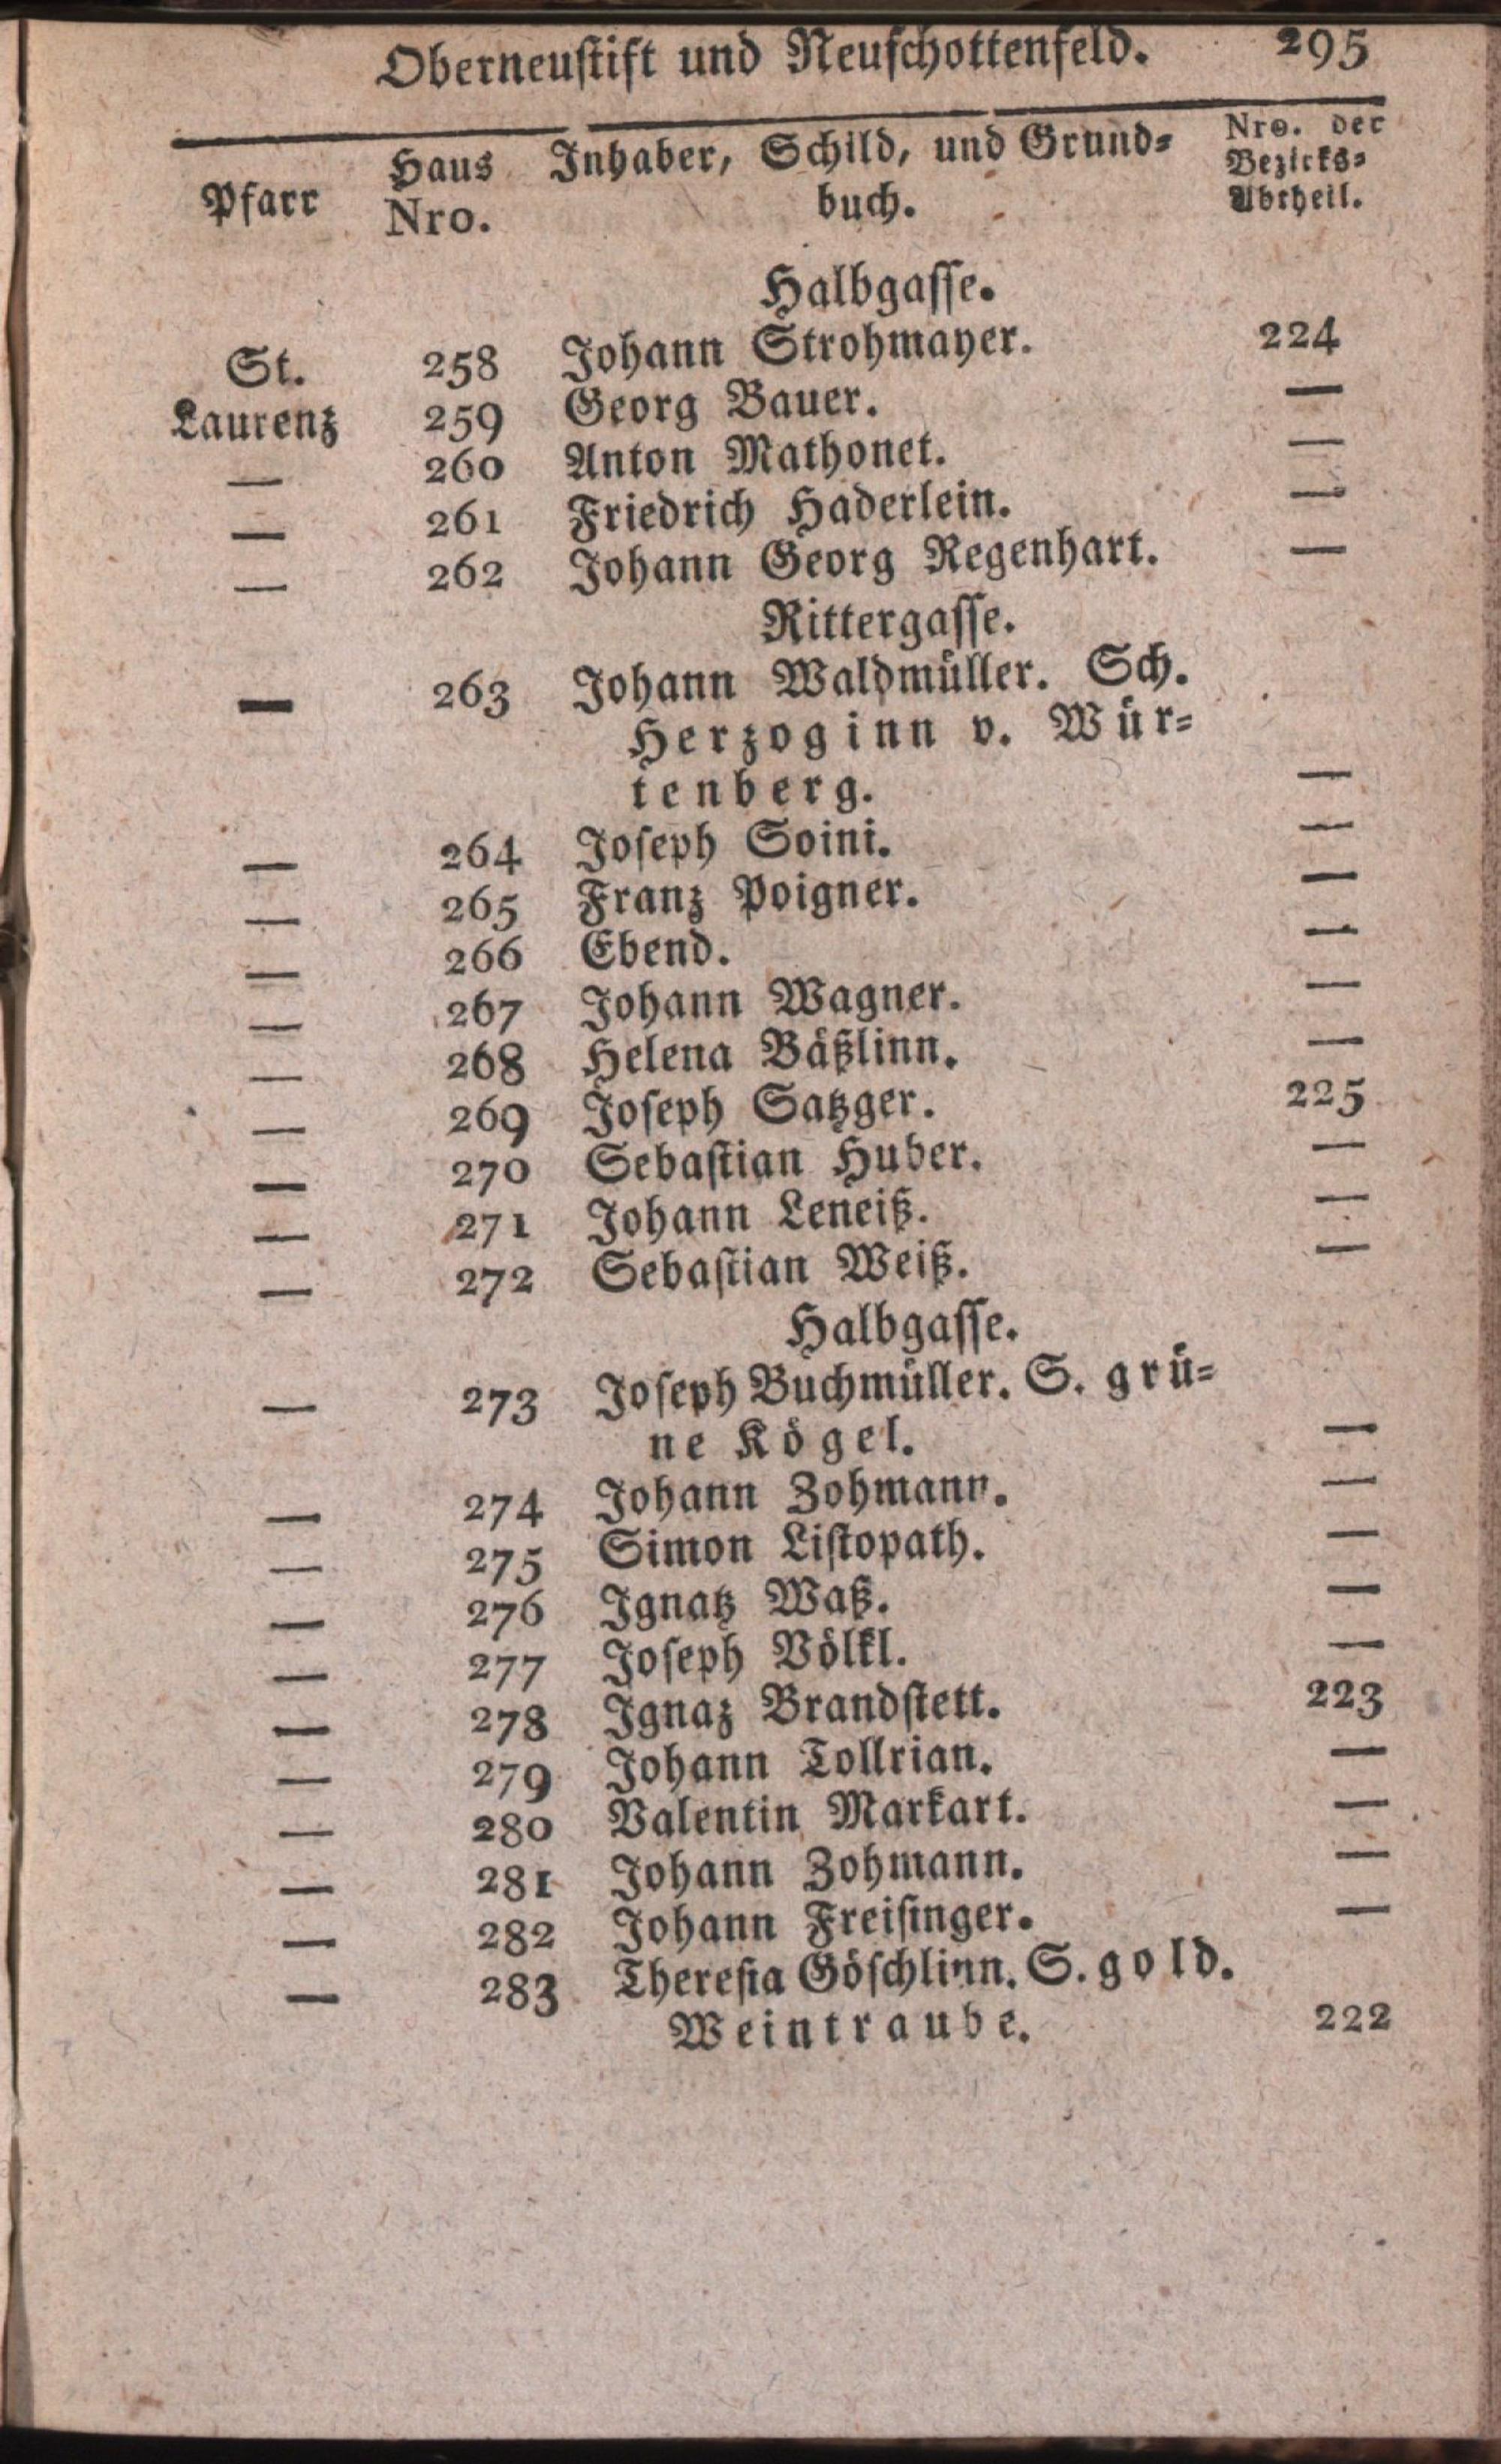 Oberneustift und Neuschottenfeld. 295
Pfarr Haus Nro. Inhaber, Schild, und Grund= buch. Nro. der Bezirks= Abtheil.
Halbgasse.
St. 258 Johann Strohmayer. 224
Laurenz 259 Georg Bauer. —
— 260 Anton Mathonet. —
— 261 Friedrich Haderlein. —
— 262 Johann Georg Regenhart. —
Rittergasse.
— 263 Johann Waldmüller. Sch.
Herzoginn v. Wür=
tenberg. —
— 264 Joseph Soini. —
— 265 Franz Poigner. —
— 266 Ebend. —
— 267 Johann Wagner. —
— 268 Helena Bäßlinn. —
— 269 Joseph Satzger. 225
— 270 Sebastian Huber. —
— 271 Johann Leneiß. —
— 272 Sebastian Weiß. —
Halbgasse.
— 273 Joseph Buchmüller. S. grü=
ne Kögel. —
— 274 Johann Zohmann. —
— 275 Simon Listopath. —
— 276 Ignatz Waß. —
— 277 Joseph Völkl. —
— 278 Ignaz Brandstett. 223
— 279 Johann Tollrian. —
— 280 Valentin Markart. —
— 281 Johann Zohmann. —
— 282 Johann Freisinger. —
— 283 Theresia Göschlinn. S. gold.
Weintraube. 222